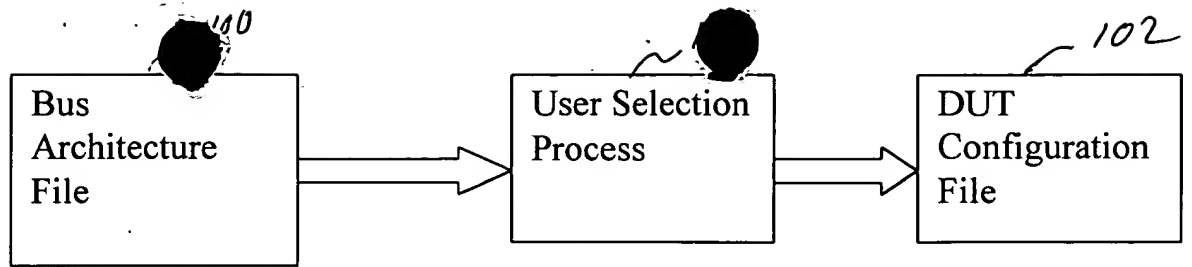 102
Bus
Architecture
File
User Selection
Process
DUT
Configuration
File